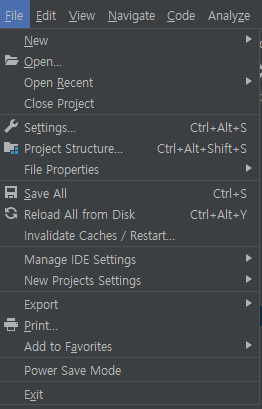 File Edit View Navigate Code Analyze
New
Open...
Open Recent
Close Project
Settings... Ctrl+Alt+S
Project Structure... Ctrl+Alt+Shift+S
File Properties
Save All Ctrl+S
Reload All from Disk Ctrl+Alt+Y
Invalidate Caches / Restart...
Manage IDE Settings
New Projects Settings
Export
Print...
Add to Favorites
Power Save Mode
Exit